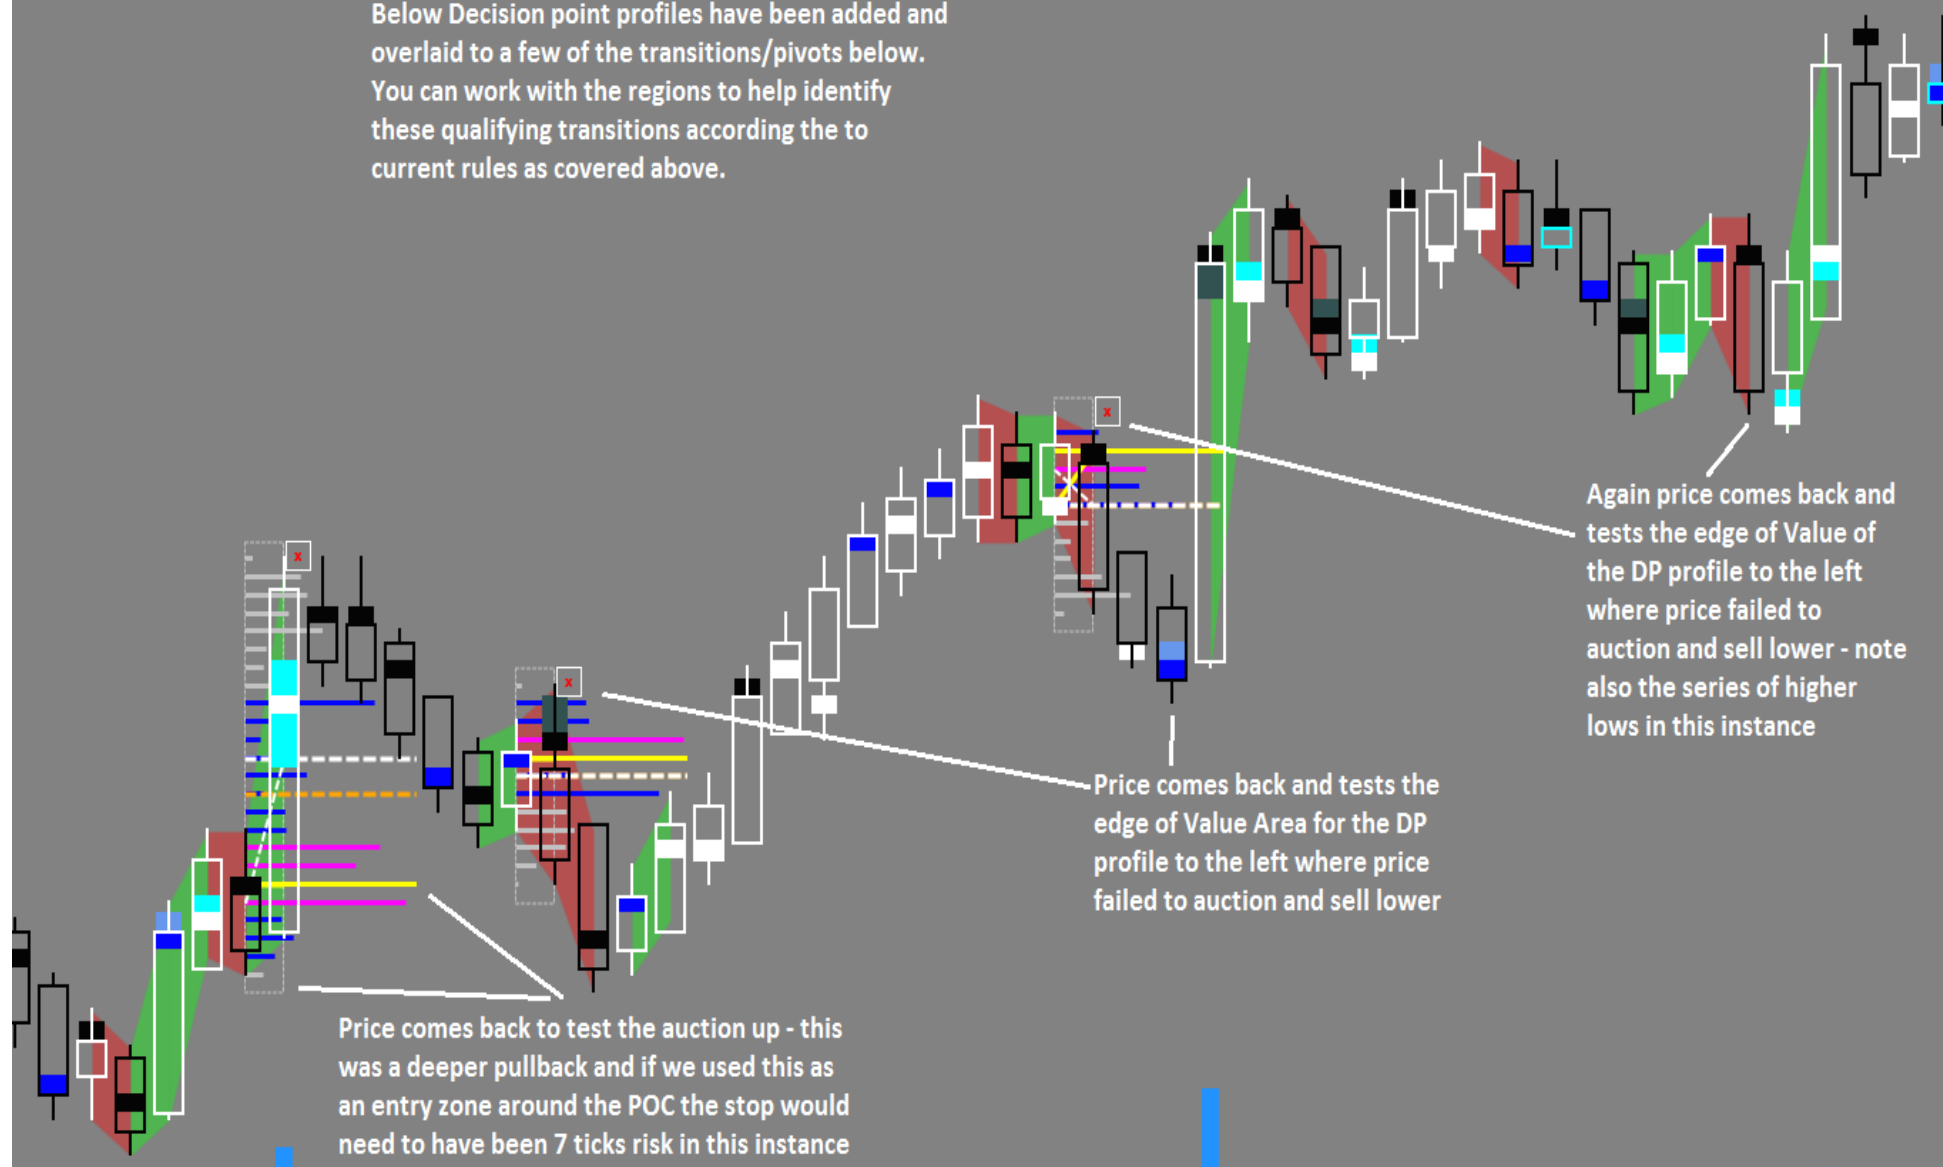 Below Decision point profiles have been added and
overlaid to a few of the transitions/pivots below.
You can work with the regions to help identify
these qualifying transitions according the to
current rules as covered above.
x
x
x
Again price comes back and
tests the edge of Value of
the DP profile to the left
where price failed to
auction and sell lower - note
also the series of higher
lows in this instance
Price comes back and tests the
edge of Value Area for the DP
profile to the left where price
failed to auction and sell lower
Price comes back to test the auction up - this
was a deeper pullback and if we used this as
an entry zone around the POC the stop would
need to have been 7 ticks risk in this instance